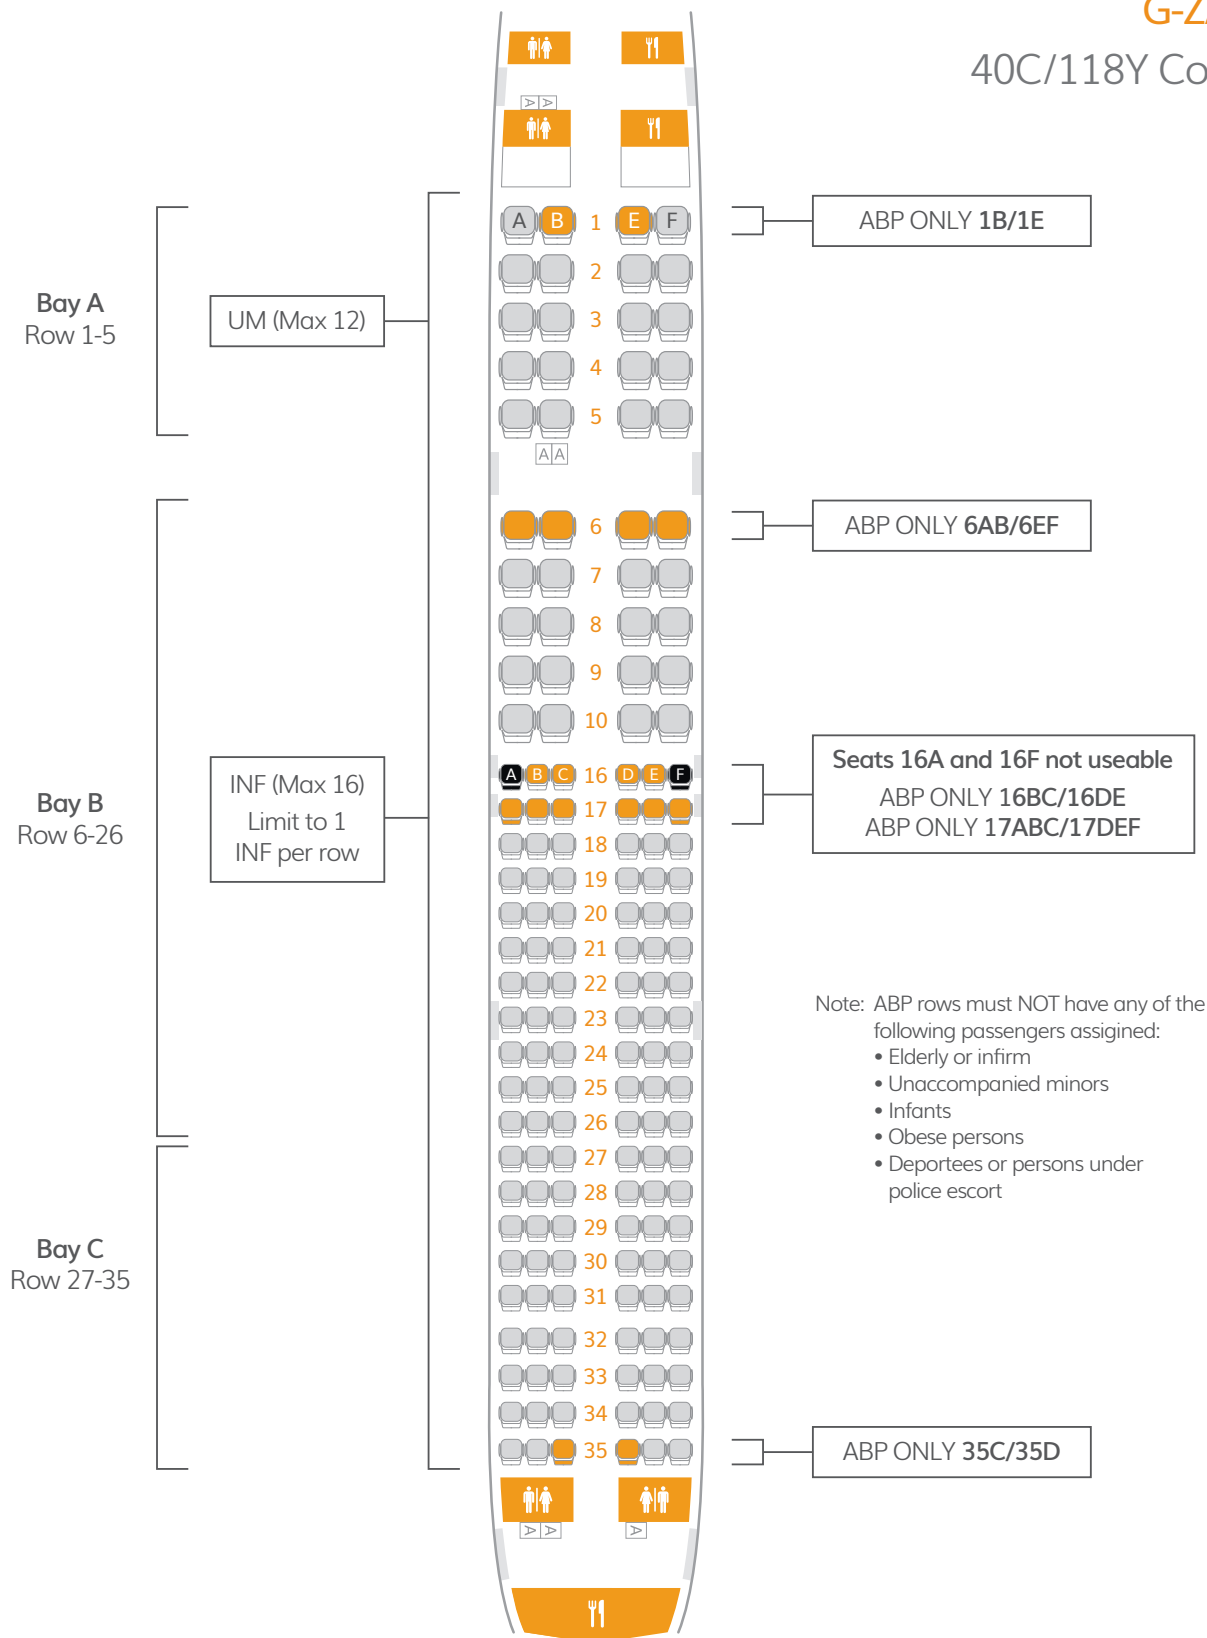 G-Z
40C/118Y Co
A A
A B 1 E F
ABP ONLY 1B/1E
2
Bay A
Row 1-5
UM (Max 12)
3
4
5
A A
6
ABP ONLY 6AB/6EF
7
8
9
10
A B C 16 D E F
17
Seats 16A and 16F not useable
ABP ONLY 16BC/16DE
ABP ONLY 17ABC/17DEF
INF (Max 16)
Limit to 1
INF per row
Bay B
Row 6-26
18
19
20
21
22
23
24
25
26
Note: ABP rows must NOT have any of the
following passengers assigined:
• Elderly or infirm
• Unaccompanied minors
• Infants
• Obese persons
• Deportees or persons under
police escort
27
28
29
30
31
Bay C
Row 27-35
32
33
34
35
ABP ONLY 35C/35D
A A
A